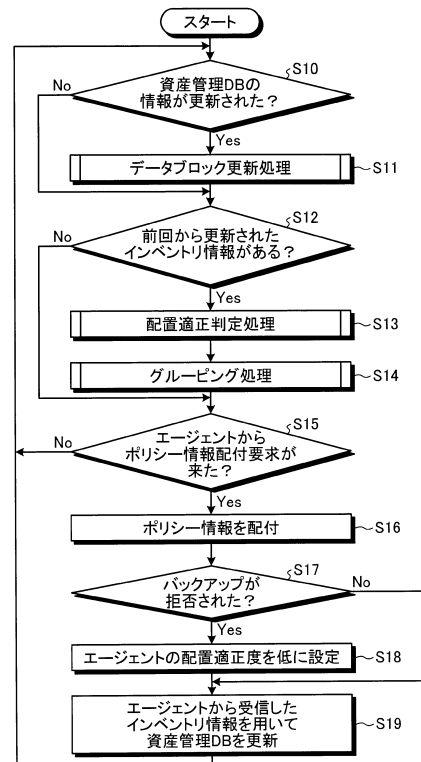 スタート
S10
資産管理DBの
情報が更新された？
No
Yes
データブロック更新処理
S11
S12
前回から更新された
インベントリ情報がある？
No
Yes
配置適正判定処理
S13
グルーピング処理
S14
S15
エージェントから
ポリシー情報配付要求が
来た？
No
Yes
ポリシー情報を配付
S16
S17
バックアップが
拒否された？
No
Yes
エージェントの配置適正度を低に設定
S18
エージェントから受信した
インベントリ情報を用いて
資産管理DBを更新
S19